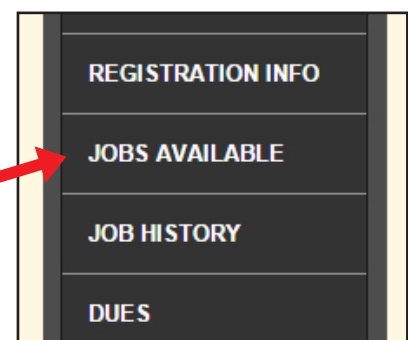 REGISTRATION INFO
JOBS AVAILABLE
JOB HISTORY
DUES